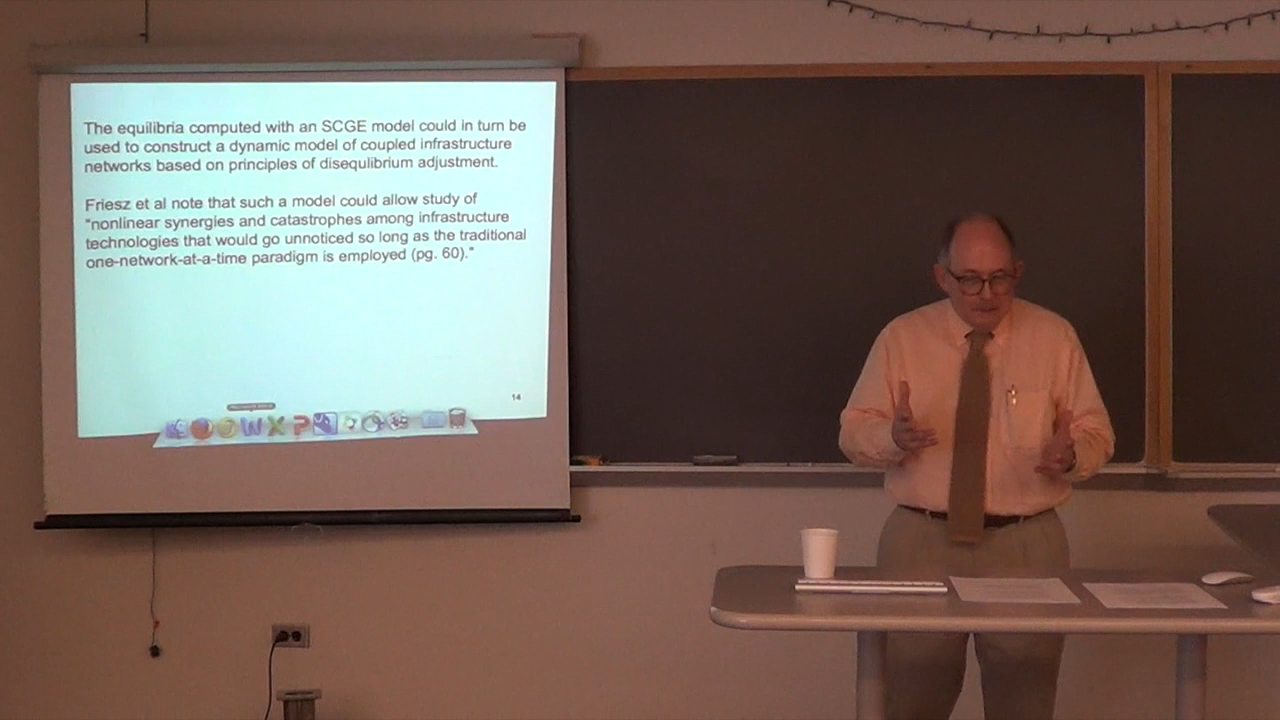 The equilibria computed with an SCGE model could in turn be
used to construct a dynamic model of coupled infrastructure
networks based on principles of disequlibrium adjustment.
Friesz et al note that such a model could allow study of
“nonlinear synergies and catastrophes among infrastructure
technologies that would go unnoticed so long as the traditional
one-network-at-a-time paradigm is employed (pg. 60).”
14